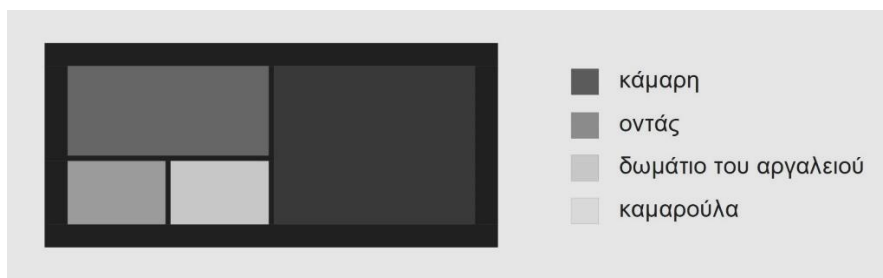 κάμαρη
οντάς
δωμάτιο του αργαλειού
καμαρούλα